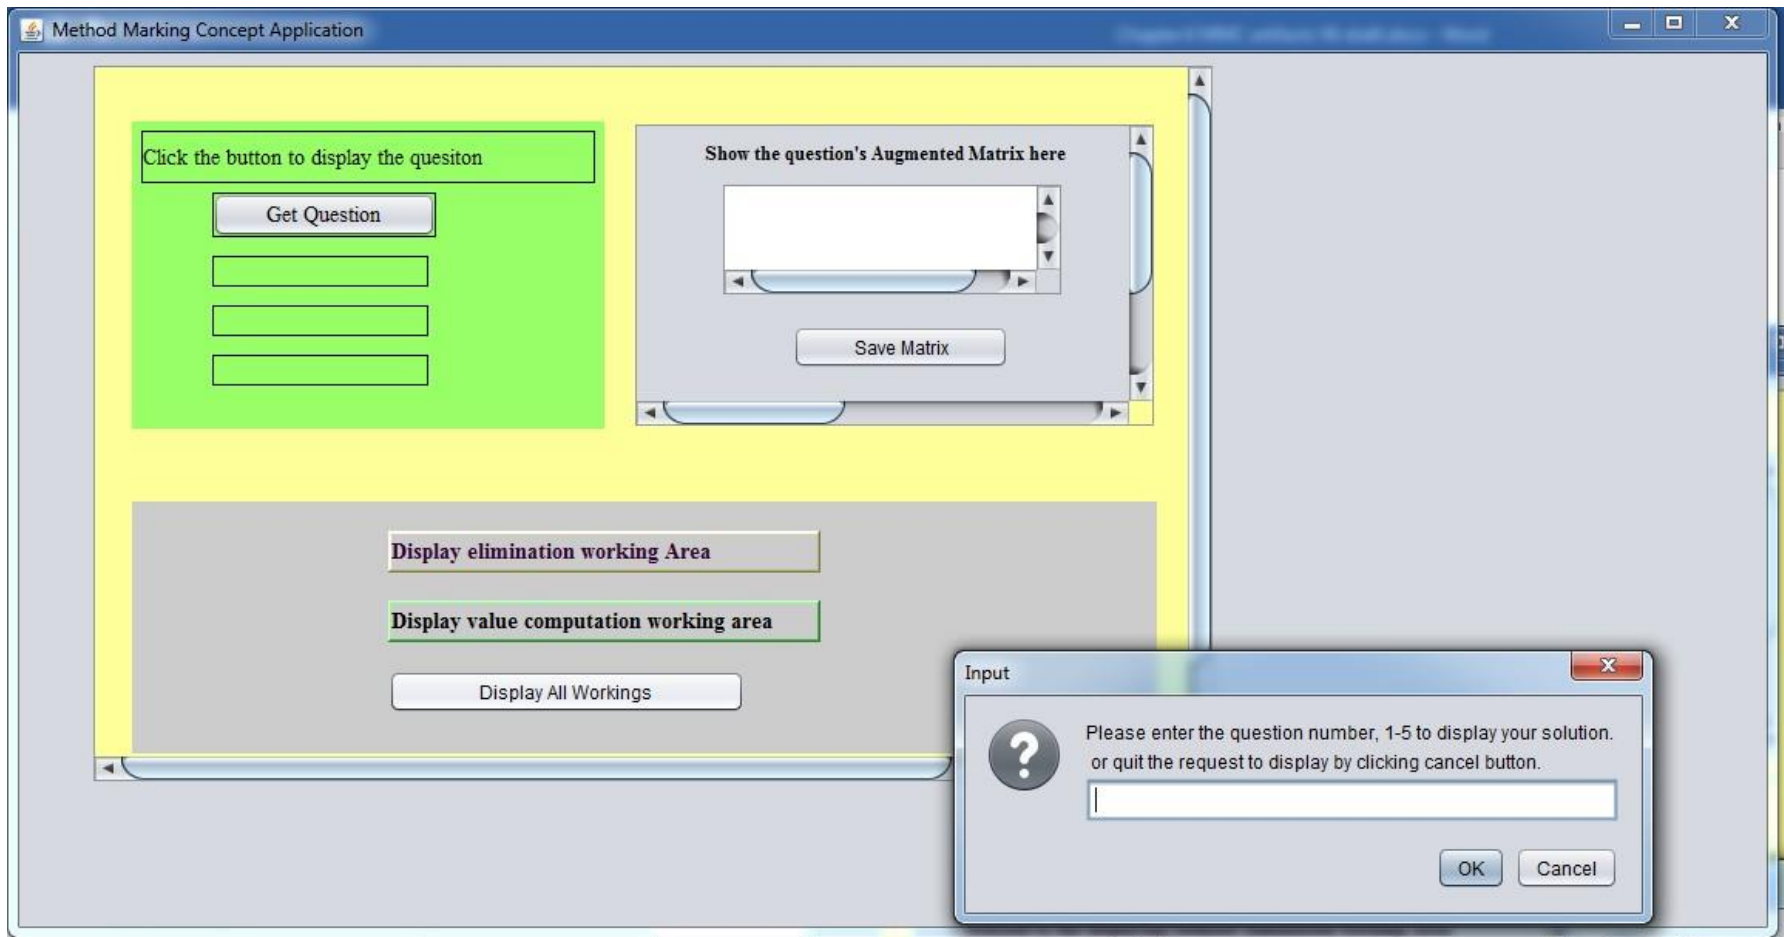 Method Marking Concept Application
Click the button to display the quesiton
Get Question
Show the question's Augmented Matrix here
Save Matrix
Display elimination working Area
Display value computation working area
Display All Workings
Input
Please enter the question number, 1-5 to display your solution.
or quit the request to display by clicking cancel button.
OK
Cancel